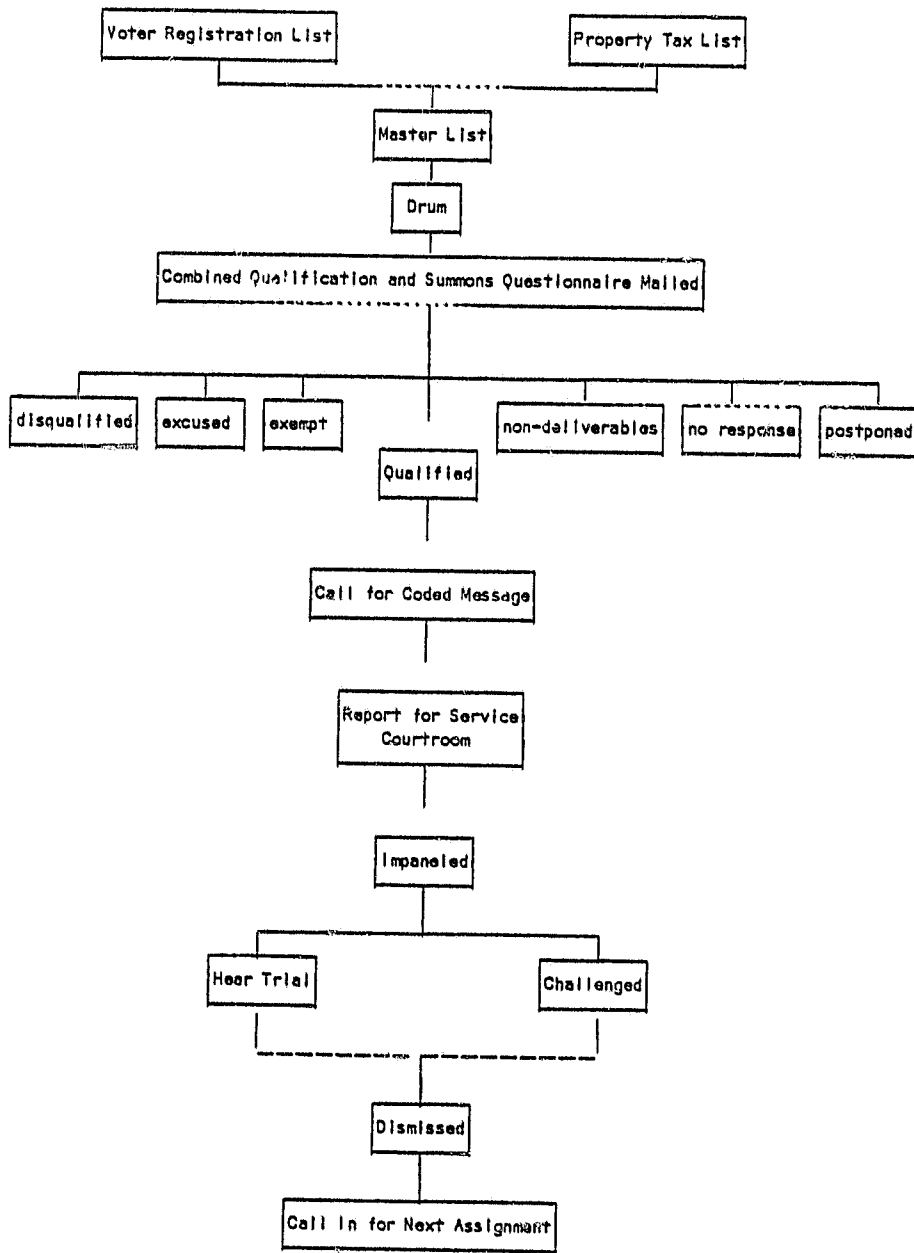 Voter Registration List
Property Tax List
Master List
Drum
Combined Qualification and Summons Questionnaire Mailed
disqualified
excused
exempt
non-deliverables
no response
postponed
Qualified
Call for Coded Message
Report for Service
Courtroom
Impaneled
Hear Trial
Challenged
Dismissed
Call In for Next Assignment